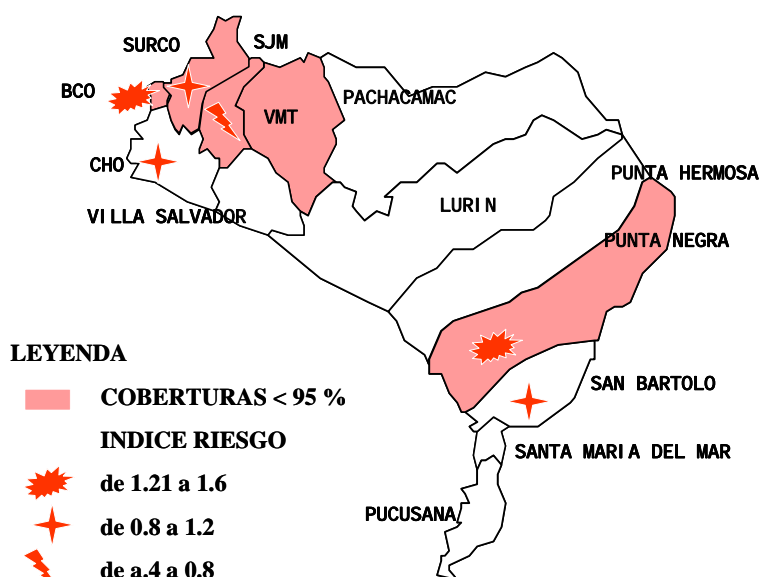 SURCO
SJM
BCO
PACHACAMAC
VMT
CHO
PUNTA HERMOSA
LURIN
VILLA SALVADOR
PUNTA NEGRA
LEYENDA
COBERTURAS < 95 %
SAN BARTOLO
INDICE RIESGO
SANTA MARIA DEL MAR
de 1.21 a 1.6
PUCUSANA
de 0.8 a 1.2
de a.4 a 0.8